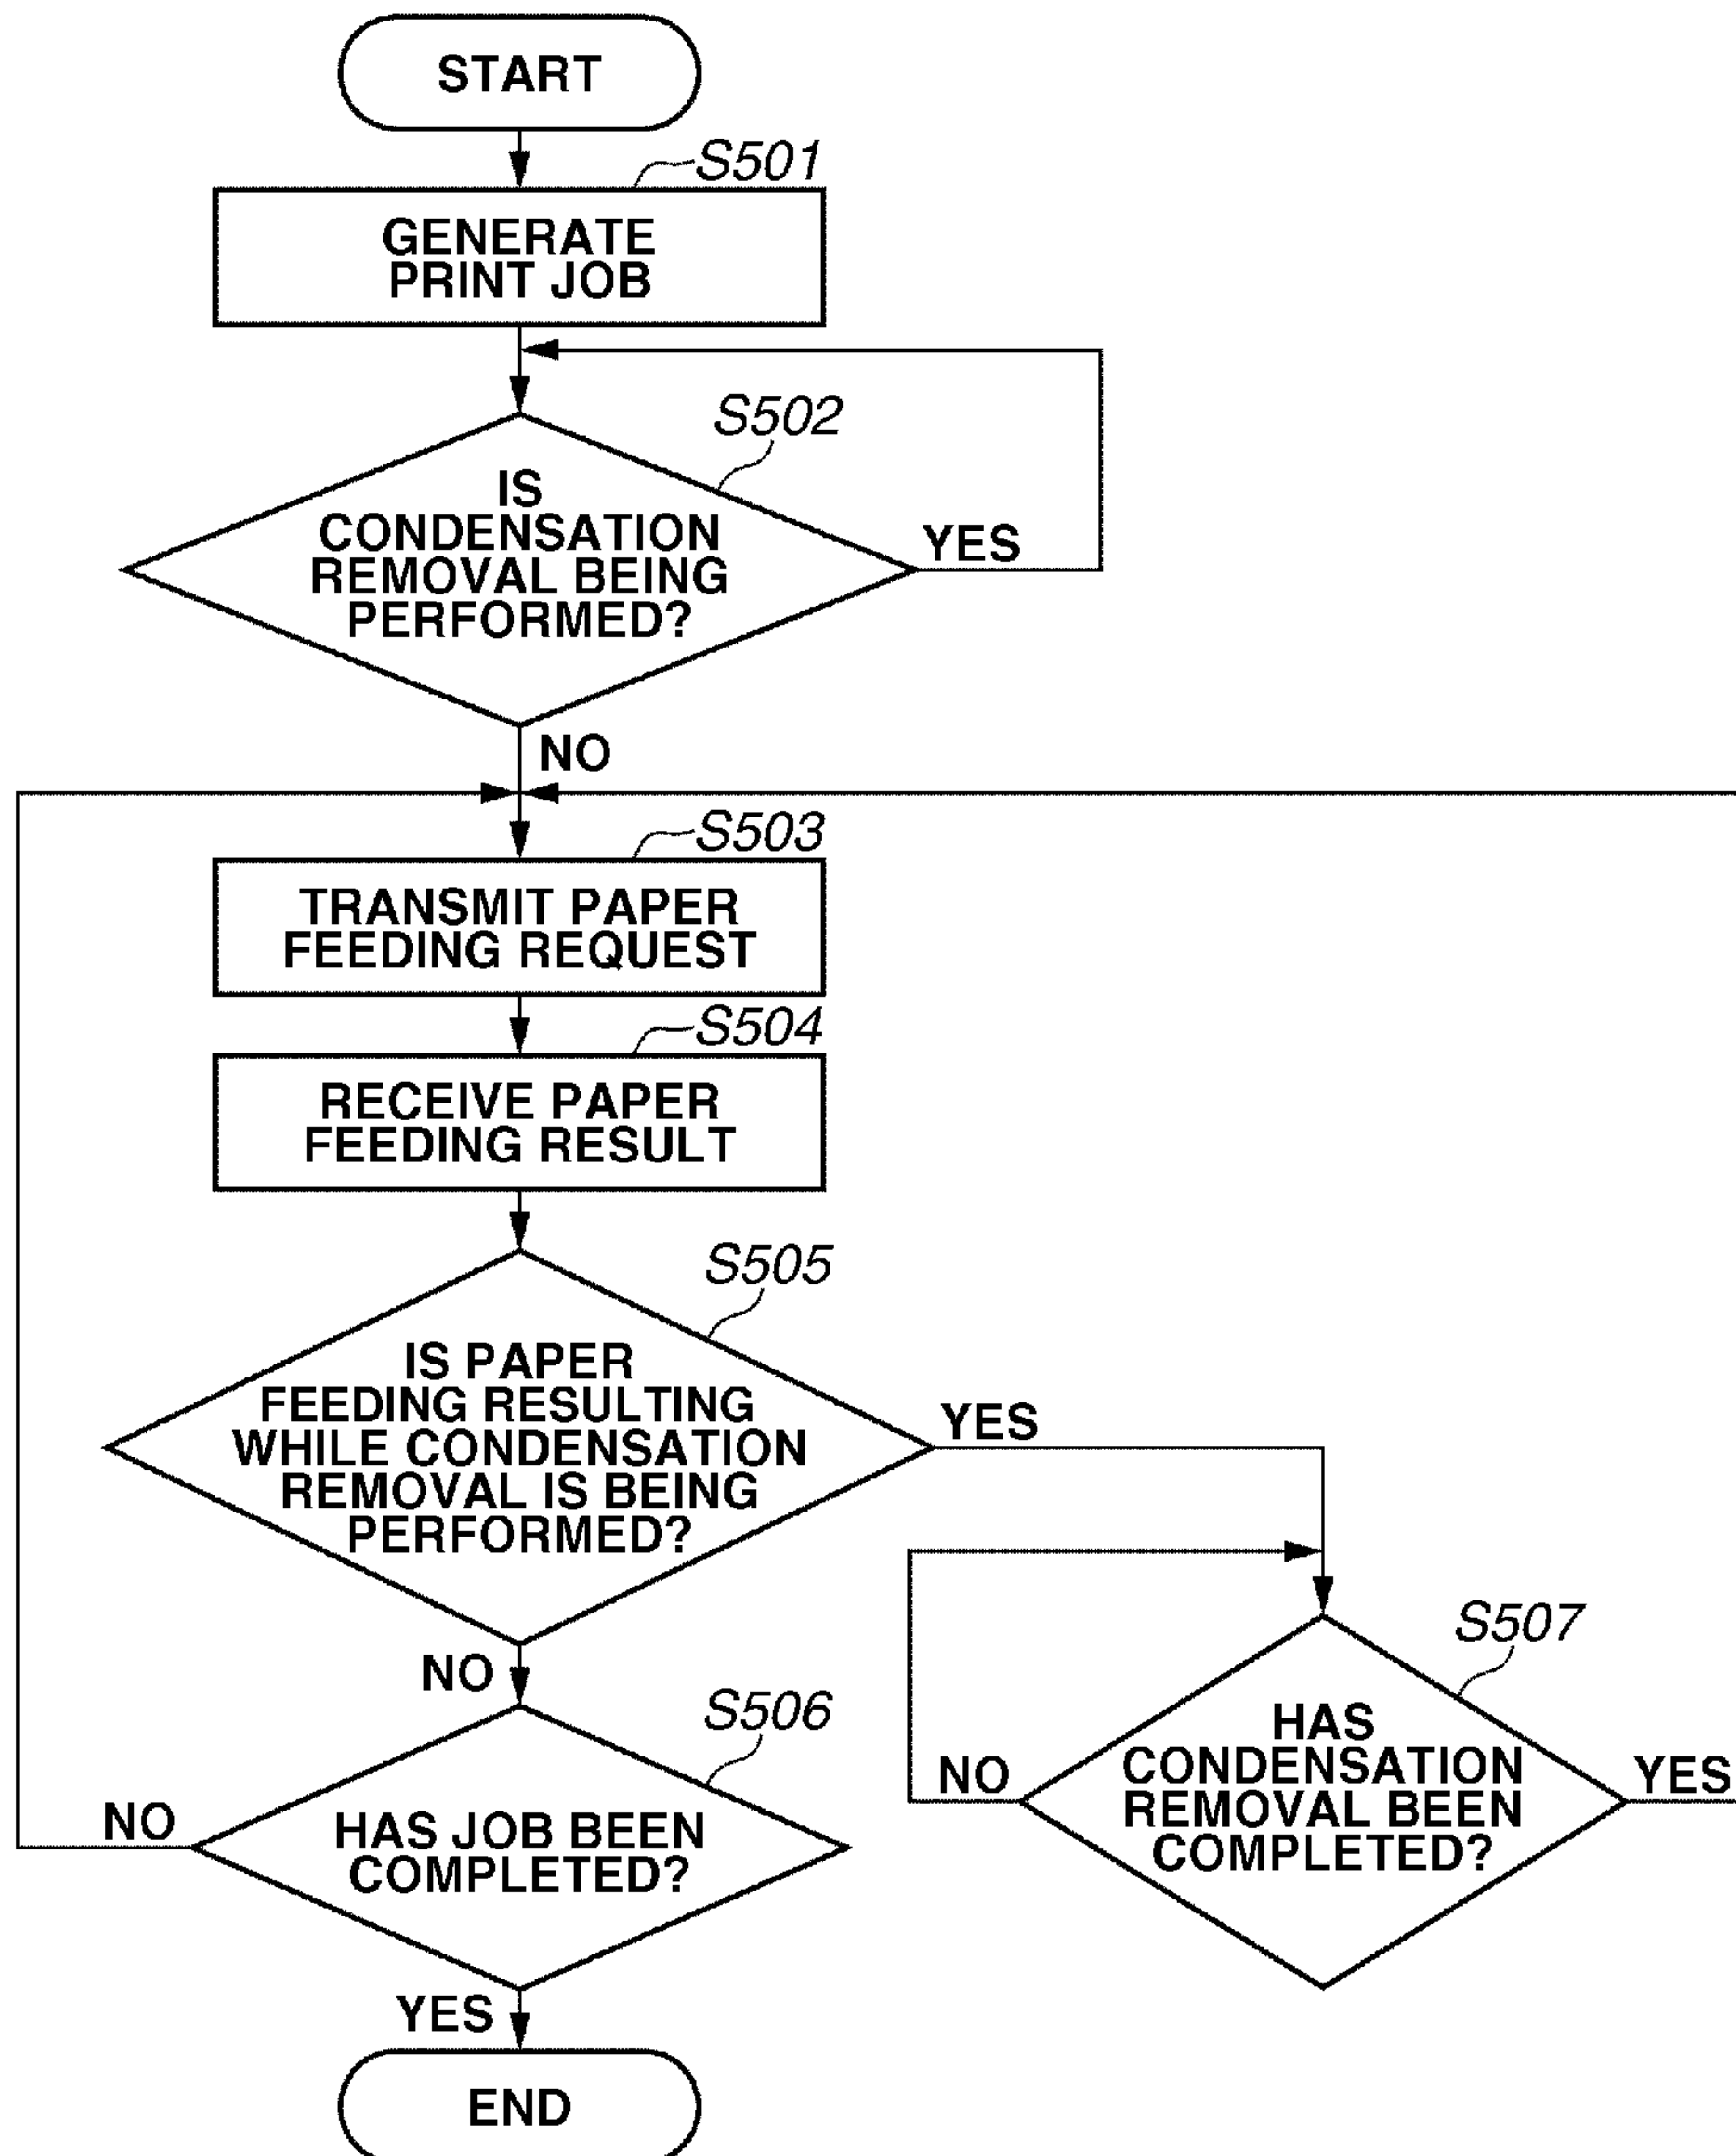 START
S501
GENERATE
PRINT JOB
S502
IS
CONDENSATION
REMOVAL BEING
PERFORMED?
YES
NO
S503
TRANSMIT PAPER
FEEDING REQUEST
S504
RECEIVE PAPER
FEEDING RESULT
S505
IS PAPER
FEEDING RESULTING
WHILE CONDENSATION
REMOVAL IS BEING
PERFORMED?
YES
NO
S507
HAS
CONDENSATION
REMOVAL BEEN
COMPLETED?
NO
YES
S506
HAS JOB BEEN
COMPLETED?
NO
YES
END